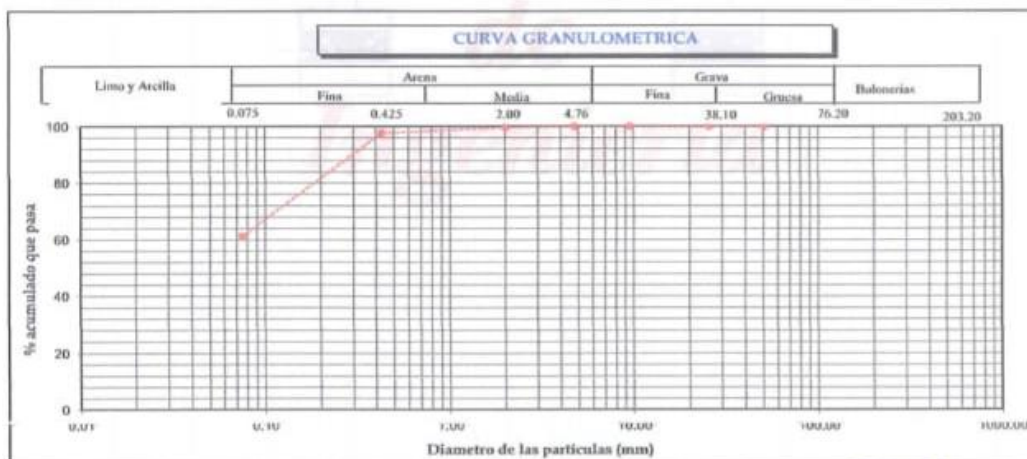 CURVA GRANULOMETRICA
Limo y Arcilla Arena Grava Bolonerias
Fina Media Fina Gruesa
0.075 0.425 2.00 4.76 38.10 76.20 203.20
% acumulado que pasa
100
80
60
40
20
0
0.01 0.10 1.00 10.00 100.00 1000.00
Diametro de las particulas (mm)